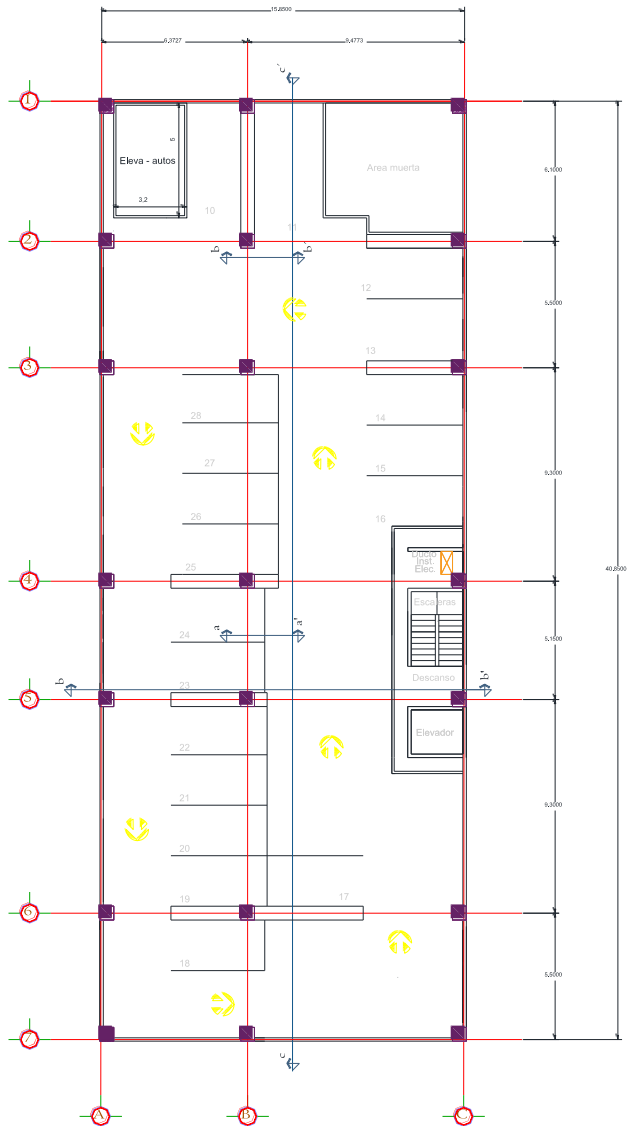 15,8500
6,3727
9,4773
c'
1
Eleva - autos
5
3,2
Area muerta
6,1000
10
11
2
b
b'
12
5,5000
13
3
28
14
27
15
9,3000
26
16
Ducto
Inst.
Elec.
25
40,8500
4
Escaleras
24
a
a'
5,1500
23
Descanso
b
b'
5
Elevador
22
21
9,3000
20
19
17
6
18
5,5000
c
7
A
B
C